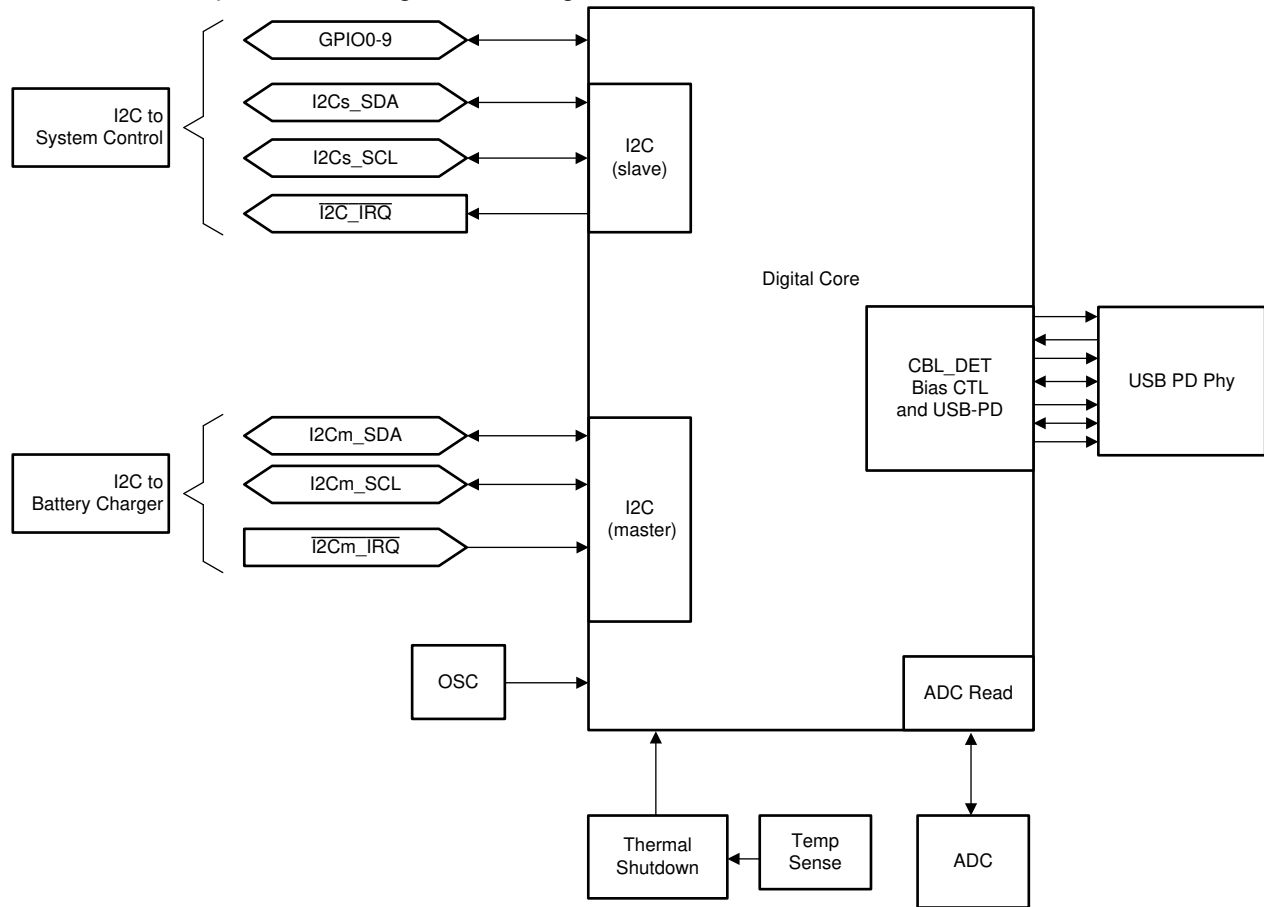 GPIO0-9
I2Cs_SDA
I2C to
System Control
I2Cs_SCL
I2C
(slave)
I2C_IRQ
Digital Core
CBL_DET
Bias CTL
and USB-PD
USB PD Phy
I2Cm_SDA
I2C to
Battery Charger
I2Cm_SCL
I2C
(master)
I2Cm_IRQ
OSC
ADC Read
Thermal
Shutdown
Temp
Sense
ADC